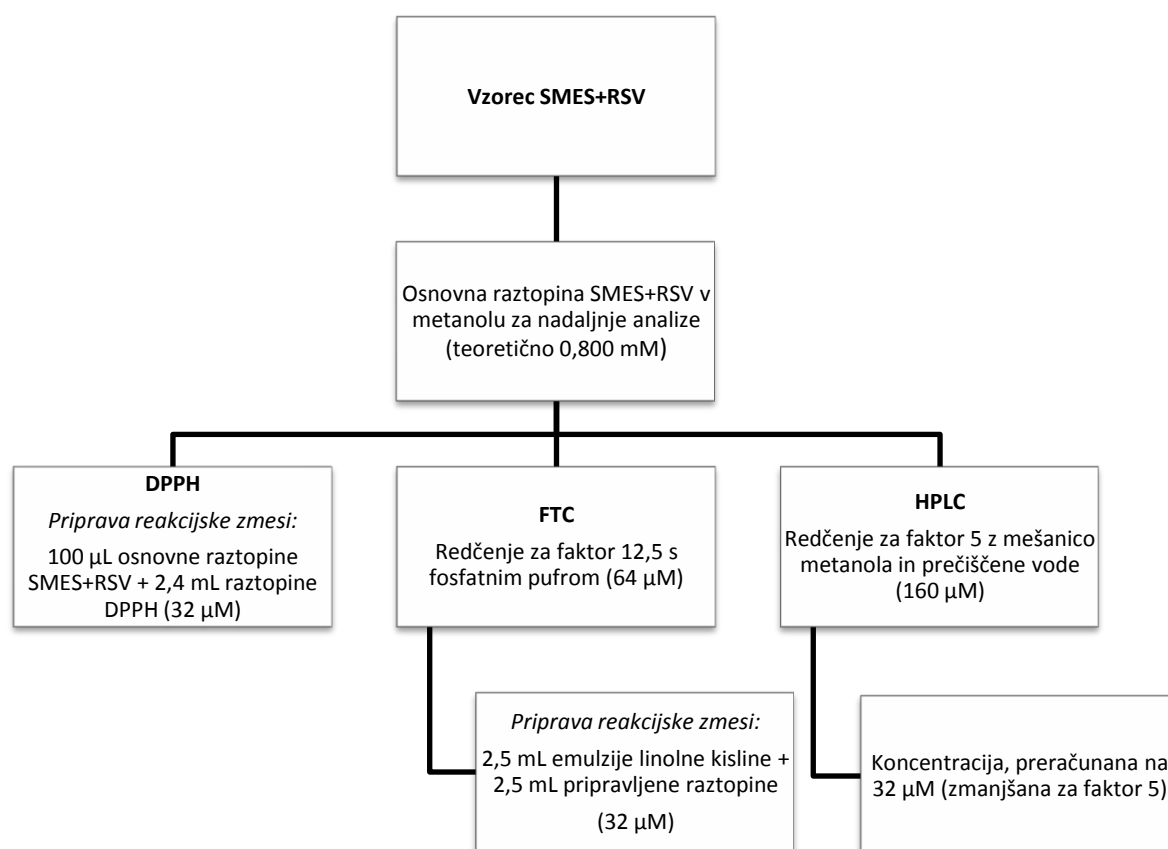 Vzorec SMES+RSV
Osnovna raztopina SMES+RSV v
metanolu za nadaljnje analize
(teoretično 0,800 mM)
DPPH
Priprava reakcijske zmesi:
100 µL osnovne raztopine
SMES+RSV + 2,4 mL raztopine
DPPH (32 µM)
FTC
Redčenje za faktor 12,5 s
fosfatnim pufrom (64 µM)
HPLC
Redčenje za faktor 5 z mešanico
metanola in prečiščene vode
(160 µM)
Priprava reakcijske zmesi:
2,5 mL emulzije linolne kisline +
2,5 mL pripravljene raztopine
(32 µM)
Koncentracija, preračunana na
32 µM (zmanjšana za faktor 5)